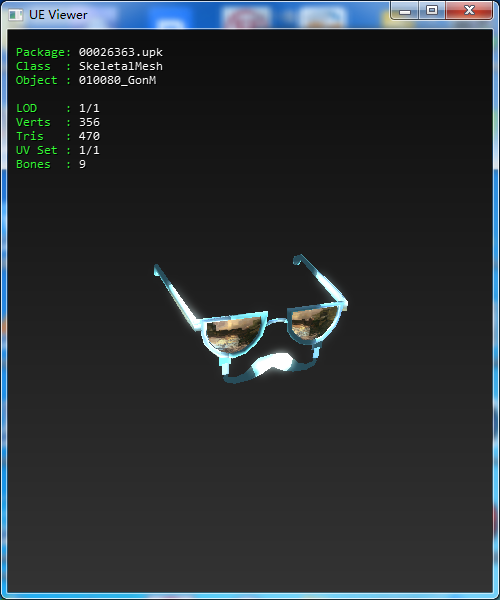 UE Viewer
Package: 00026363.upk
Class : SkeletalMesh
Object : 010080_GonM
LOD : 1/1
Verts : 356
Tris : 470
UV Set : 1/1
Bones : 9